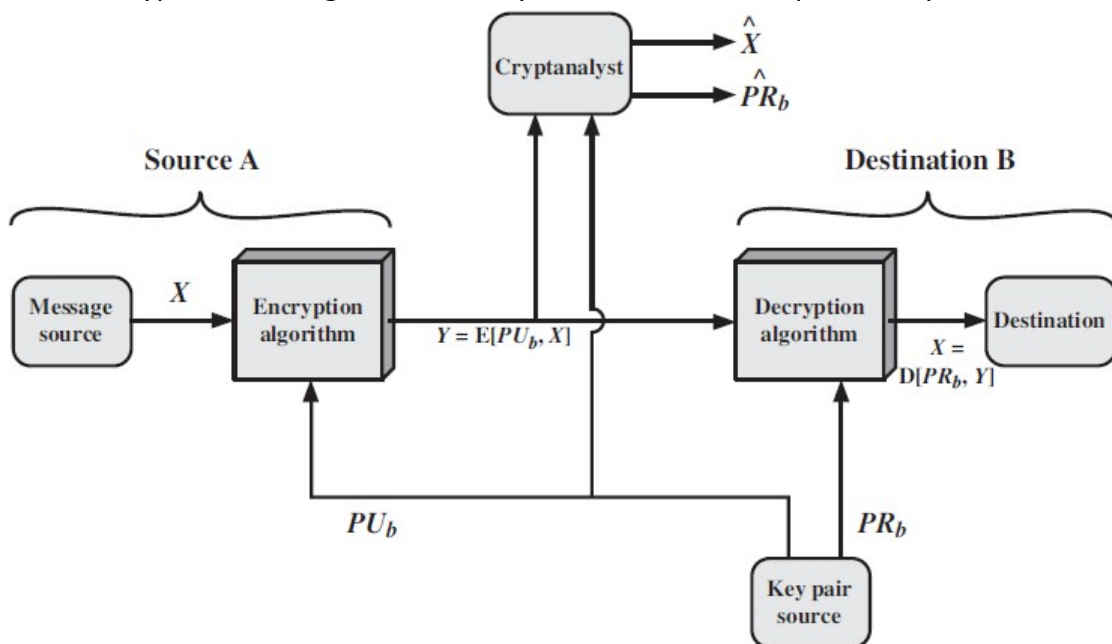 Cryptanalyst
X̂
P̂R_b
Source A
Destination B
Message
source
X
Encryption
algorithm
Y = E[PU_b, X]
Decryption
algorithm
X =
D[PR_b, Y]
Destination
PU_b
PR_b
Key pair
source